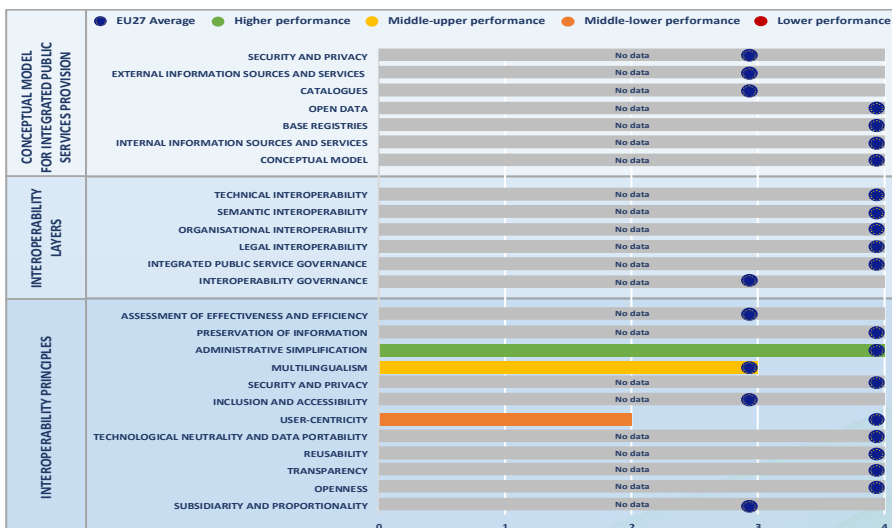 EU27 Average Higher performance Middle-upper performance Middle-lower performance Lower performance
CONCEPTUAL MODEL
FOR INTEGRATED PUBLIC
SERVICES PROVISION
SECURITY AND PRIVACY No data
EXTERNAL INFORMATION SOURCES AND SERVICES No data
CATALOGUES No data
OPEN DATA No data
BASE REGISTRIES No data
INTERNAL INFORMATION SOURCES AND SERVICES No data
CONCEPTUAL MODEL No data
INTEROPERABILITY
LAYERS
TECHNICAL INTEROPERABILITY No data
SEMANTIC INTEROPERABILITY No data
ORGANISATIONAL INTEROPERABILITY No data
LEGAL INTEROPERABILITY No data
INTEGRATED PUBLIC SERVICE GOVERNANCE No data
INTEROPERABILITY GOVERNANCE No data
INTEROPERABILITY PRINCIPLES
ASSESSMENT OF EFFECTIVENESS AND EFFICIENCY No data
PRESERVATION OF INFORMATION No data
ADMINISTRATIVE SIMPLIFICATION
MULTILINGUALISM
SECURITY AND PRIVACY No data
INCLUSION AND ACCESSIBILITY No data
USER-CENTRICITY
TECHNOLOGICAL NEUTRALITY AND DATA PORTABILITY No data
REUSABILITY No data
TRANSPARENCY No data
OPENNESS No data
SUBSIDIARITY AND PROPORTIONALITY No data
0 1 2 3 4